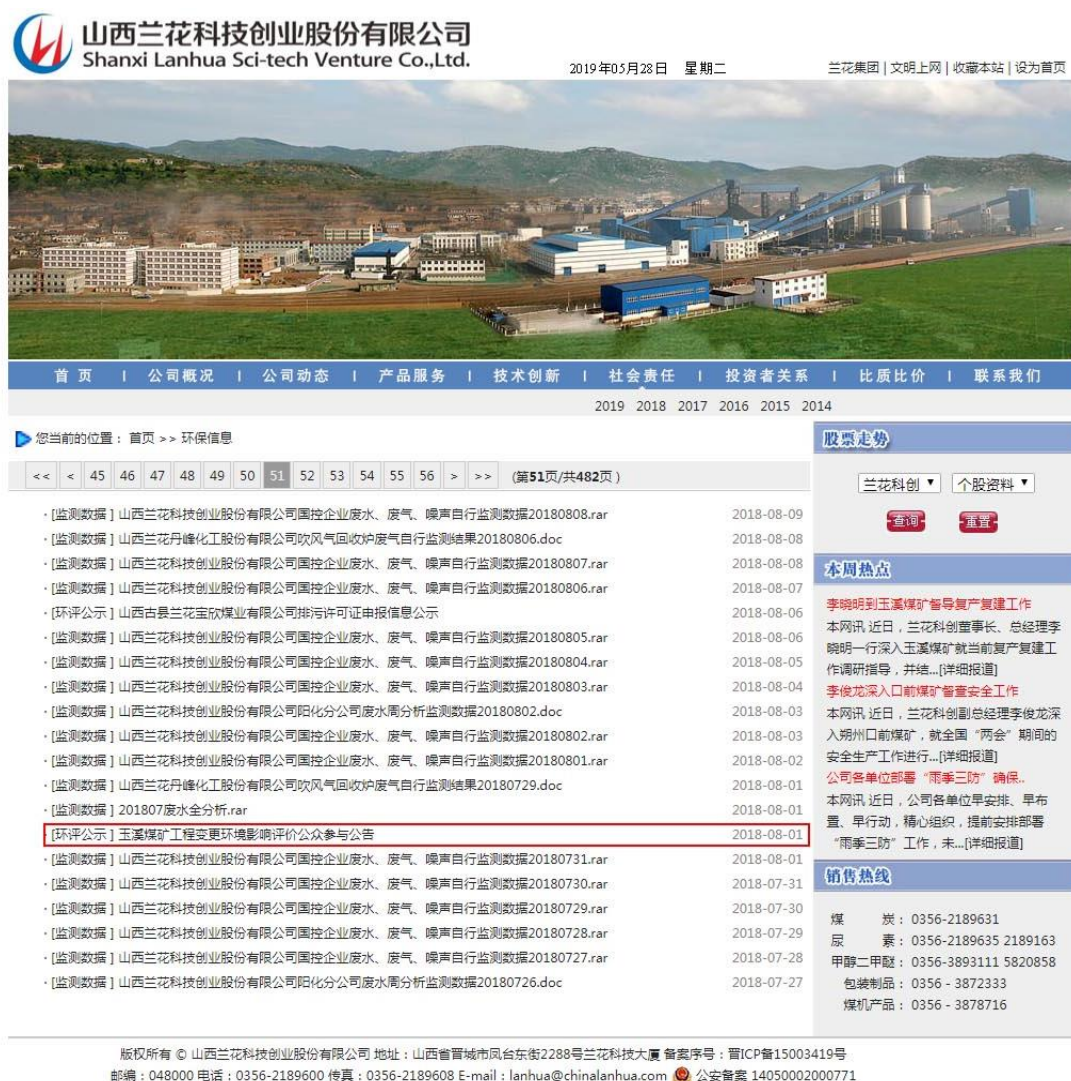 山西兰花科技创业股份有限公司
Shanxi Lanhua Sci-tech Venture Co.,Ltd.
2019年05月28日 星期二
兰花集团 | 文明上网 | 收藏本站 | 设为首页
首 页 | 公司概况 | 公司动态 | 产品服务 | 技术创新 | 社会责任 | 投资者关系 | 比质比价 | 联系我们
2019 2018 2017 2016 2015 2014
您当前的位置： 首页 >> 环保信息
<< < 45 46 47 48 49 50 51 52 53 54 55 56 > >> (第51页/共482页 )
· [监测数据 ] 山西兰花科技创业股份有限公司国控企业废水、废气、噪声自行监测数据20180808.rar 2018-08-09
· [监测数据 ] 山西兰花丹峰化工股份有限公司吹风气回收炉废气自行监测结果20180806.doc 2018-08-08
· [监测数据 ] 山西兰花科技创业股份有限公司国控企业废水、废气、噪声自行监测数据20180807.rar 2018-08-08
· [监测数据 ] 山西兰花科技创业股份有限公司国控企业废水、废气、噪声自行监测数据20180806.rar 2018-08-07
· [环评公示 ] 山西古县兰花宝欣煤业有限公司排污许可证申报信息公示 2018-08-06
· [监测数据 ] 山西兰花科技创业股份有限公司国控企业废水、废气、噪声自行监测数据20180805.rar 2018-08-06
· [监测数据 ] 山西兰花科技创业股份有限公司国控企业废水、废气、噪声自行监测数据20180804.rar 2018-08-05
· [监测数据 ] 山西兰花科技创业股份有限公司国控企业废水、废气、噪声自行监测数据20180803.rar 2018-08-04
· [监测数据 ] 山西兰花科技创业股份有限公司阳化分公司废水周分析监测数据20180802.doc 2018-08-03
· [监测数据 ] 山西兰花科技创业股份有限公司国控企业废水、废气、噪声自行监测数据20180802.rar 2018-08-03
· [监测数据 ] 山西兰花科技创业股份有限公司国控企业废水、废气、噪声自行监测数据20180801.rar 2018-08-02
· [监测数据 ] 山西兰花丹峰化工股份有限公司吹风气回收炉废气自行监测结果20180729.doc 2018-08-01
· [监测数据 ] 201807废水全分析.rar 2018-08-01
· [环评公示 ] 玉溪煤矿工程变更环境影响评价公众参与公告 2018-08-01
· [监测数据 ] 山西兰花科技创业股份有限公司国控企业废水、废气、噪声自行监测数据20180731.rar 2018-08-01
· [监测数据 ] 山西兰花科技创业股份有限公司国控企业废水、废气、噪声自行监测数据20180730.rar 2018-07-31
· [监测数据 ] 山西兰花科技创业股份有限公司国控企业废水、废气、噪声自行监测数据20180729.rar 2018-07-30
· [监测数据 ] 山西兰花科技创业股份有限公司国控企业废水、废气、噪声自行监测数据20180728.rar 2018-07-29
· [监测数据 ] 山西兰花科技创业股份有限公司国控企业废水、废气、噪声自行监测数据20180727.rar 2018-07-28
· [监测数据 ] 山西兰花科技创业股份有限公司阳化分公司废水周分析监测数据20180726.doc 2018-07-27
股票走势
兰花科创 ▼ 个股资料 ▼
查询 重置
本周热点
李晓明到玉溪煤矿督导复产复建工作
本网讯 近日，兰花科创董事长、总经理李
晓明一行深入玉溪煤矿就当前复产复建工
作调研指导，并结...[详细报道]
李俊龙深入口前煤矿督查安全工作
本网讯 近日，兰花科创副总经理李俊龙深
入朔州口前煤矿，就全国“两会”期间的
安全生产工作进行...[详细报道]
公司各单位部署“雨季三防”确保..
本网讯 近日，公司各单位早安排、早布
置、早行动，精心组织，提前安排部署
“雨季三防”工作，未...[详细报道]
销售热线
煤 炭： 0356-2189631
尿 素： 0356-2189635 2189163
甲醇二甲醚： 0356-3893111 5820858
包装制品： 0356 - 3872333
煤机产品： 0356 - 3878716
版权所有 © 山西兰花科技创业股份有限公司 地址：山西省晋城市凤台东街2288号兰花科技大厦 备案序号：晋ICP备15003419号
邮编：048000 电话：0356-2189600 传真：0356-2189608 E-mail：lanhua@chinalanhua.com 公安备案 14050002000771